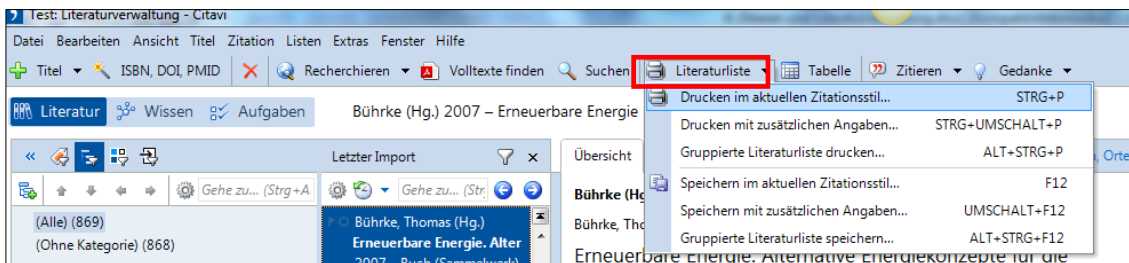 Test: Literaturverwaltung - Citavi
Datei Bearbeiten Ansicht Titel Zitation Listen Extras Fenster Hilfe
Titel ISBN, DOI, PMID Recherchieren Volltexte finden Suchen Literaturliste Tabelle Zitieren Gedanke
Drucken im aktuellen Zitationsstil... STRG+P
Drucken mit zusätzlichen Angaben... STRG+UMSCHALT+P
Gruppierte Literaturliste drucken... ALT+STRG+P
Speichern im aktuellen Zitationsstil... F12
Speichern mit zusätzlichen Angaben... UMSCHALT+F12
Gruppierte Literaturliste speichern... ALT+STRG+F12
Literatur Wissen Aufgaben Bührke (Hg.) 2007 – Erneuerbare Energie
Letzter Import Übersicht , Orte
Gehe zu... (Strg+A Gehe zu... (Str
Bührke (Hg
(Alle) (869) Bührke, Thomas (Hg.) Bührke, Tho
(Ohne Kategorie) (868) Erneuerbare Energie. Alter
2007 – Buch (Sammelwerk)
Erneuerbare Energie. Alternative Energiekonzepte für die